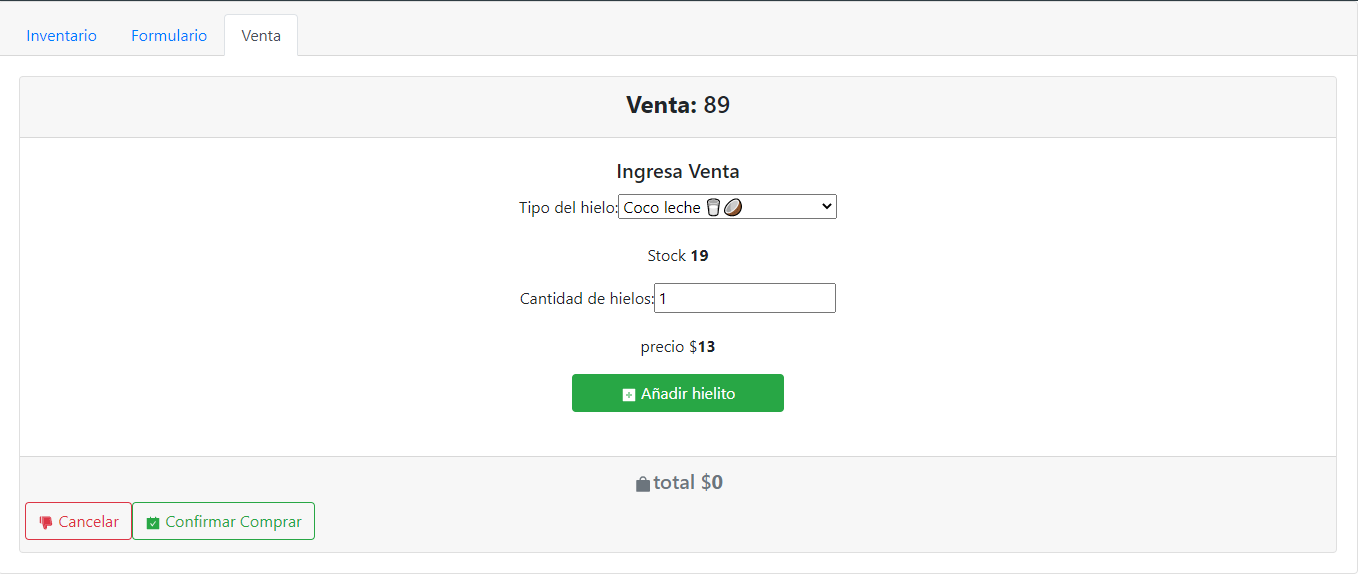 Inventario Formulario Venta
Venta: 89
Ingresa Venta
Tipo del hielo: Coco leche 🥛🥥
Stock 19
Cantidad de hielos: 1
precio $13
Añadir hielito
total $0
Cancelar Confirmar Comprar